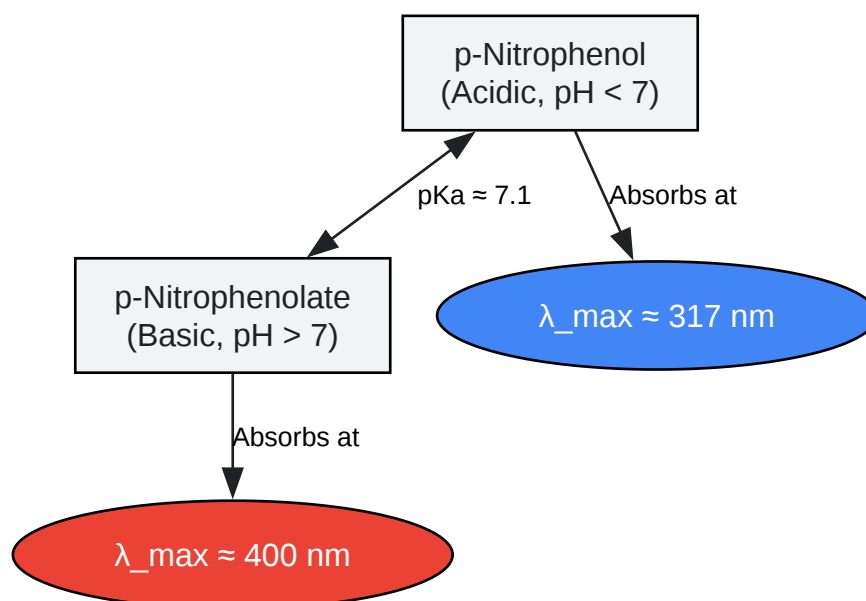 p-Nitrophenol
(Acidic, pH < 7)
pKa ≈ 7.1
Absorbs at
p-Nitrophenolate
(Basic, pH > 7)
λ_max ≈ 317 nm
Absorbs at
λ_max ≈ 400 nm